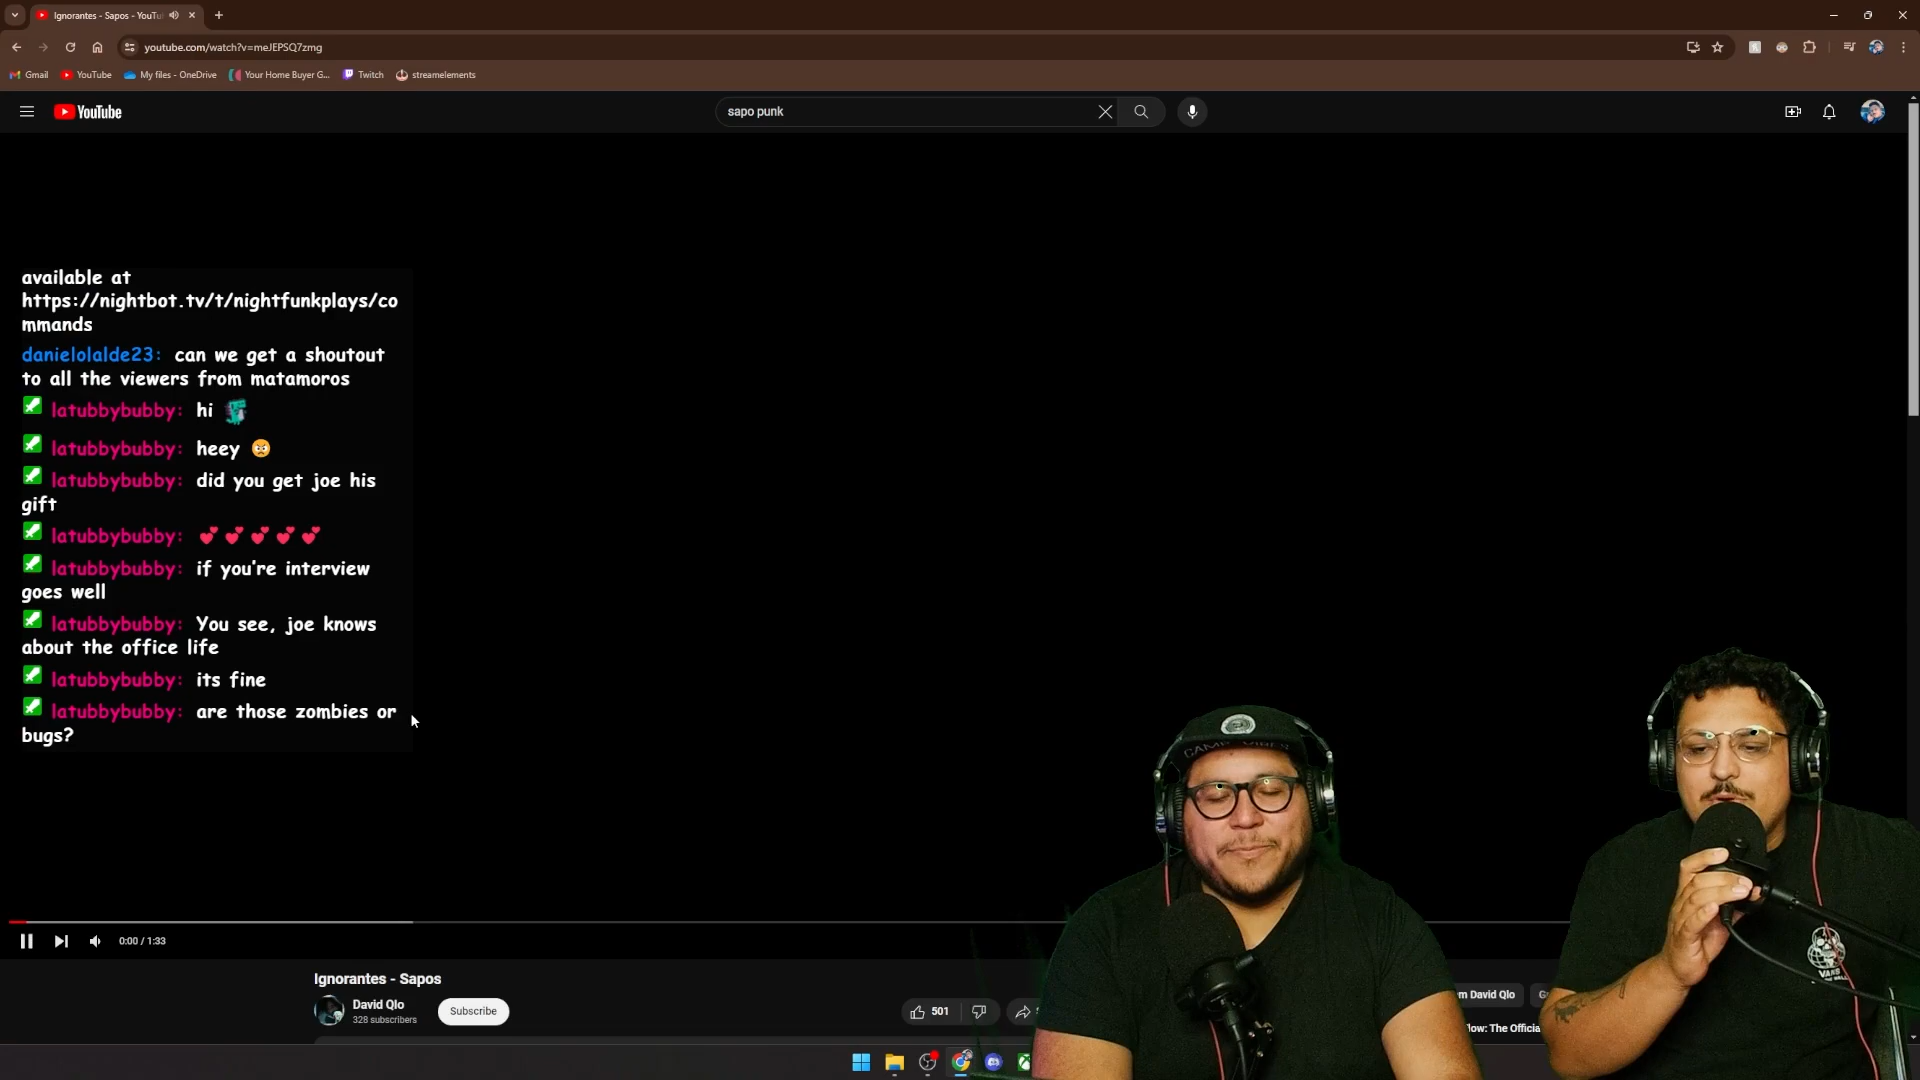 Ignorantes - Sapos - YouTu
youtube.com/watch?v=meJEPSQ7zmg
Gmail
YouTube
My files - OneDrive
Your Home Buyer G...
Twitch
streamelements
YouTube
sapo punk
available at
https://nightbot.tv/t/nightfunkplays/co
mmands
danielolalde23: can we get a shoutout
to all the viewers from matamoros
latubbybubby: hi
latubbybubby: heey 😠
latubbybubby: did you get joe his
gift
latubbybubby: 💕 💕 💕 💕 💕
latubbybubby: if you're interview
goes well
latubbybubby: You see, joe knows
about the office life
latubbybubby: its fine
latubbybubby: are those zombies or
bugs?
0:00 / 1:33
Ignorantes - Sapos
David Qlo
328 subscribers
Subscribe
501
m David Qlo
low: The Officia
VANS